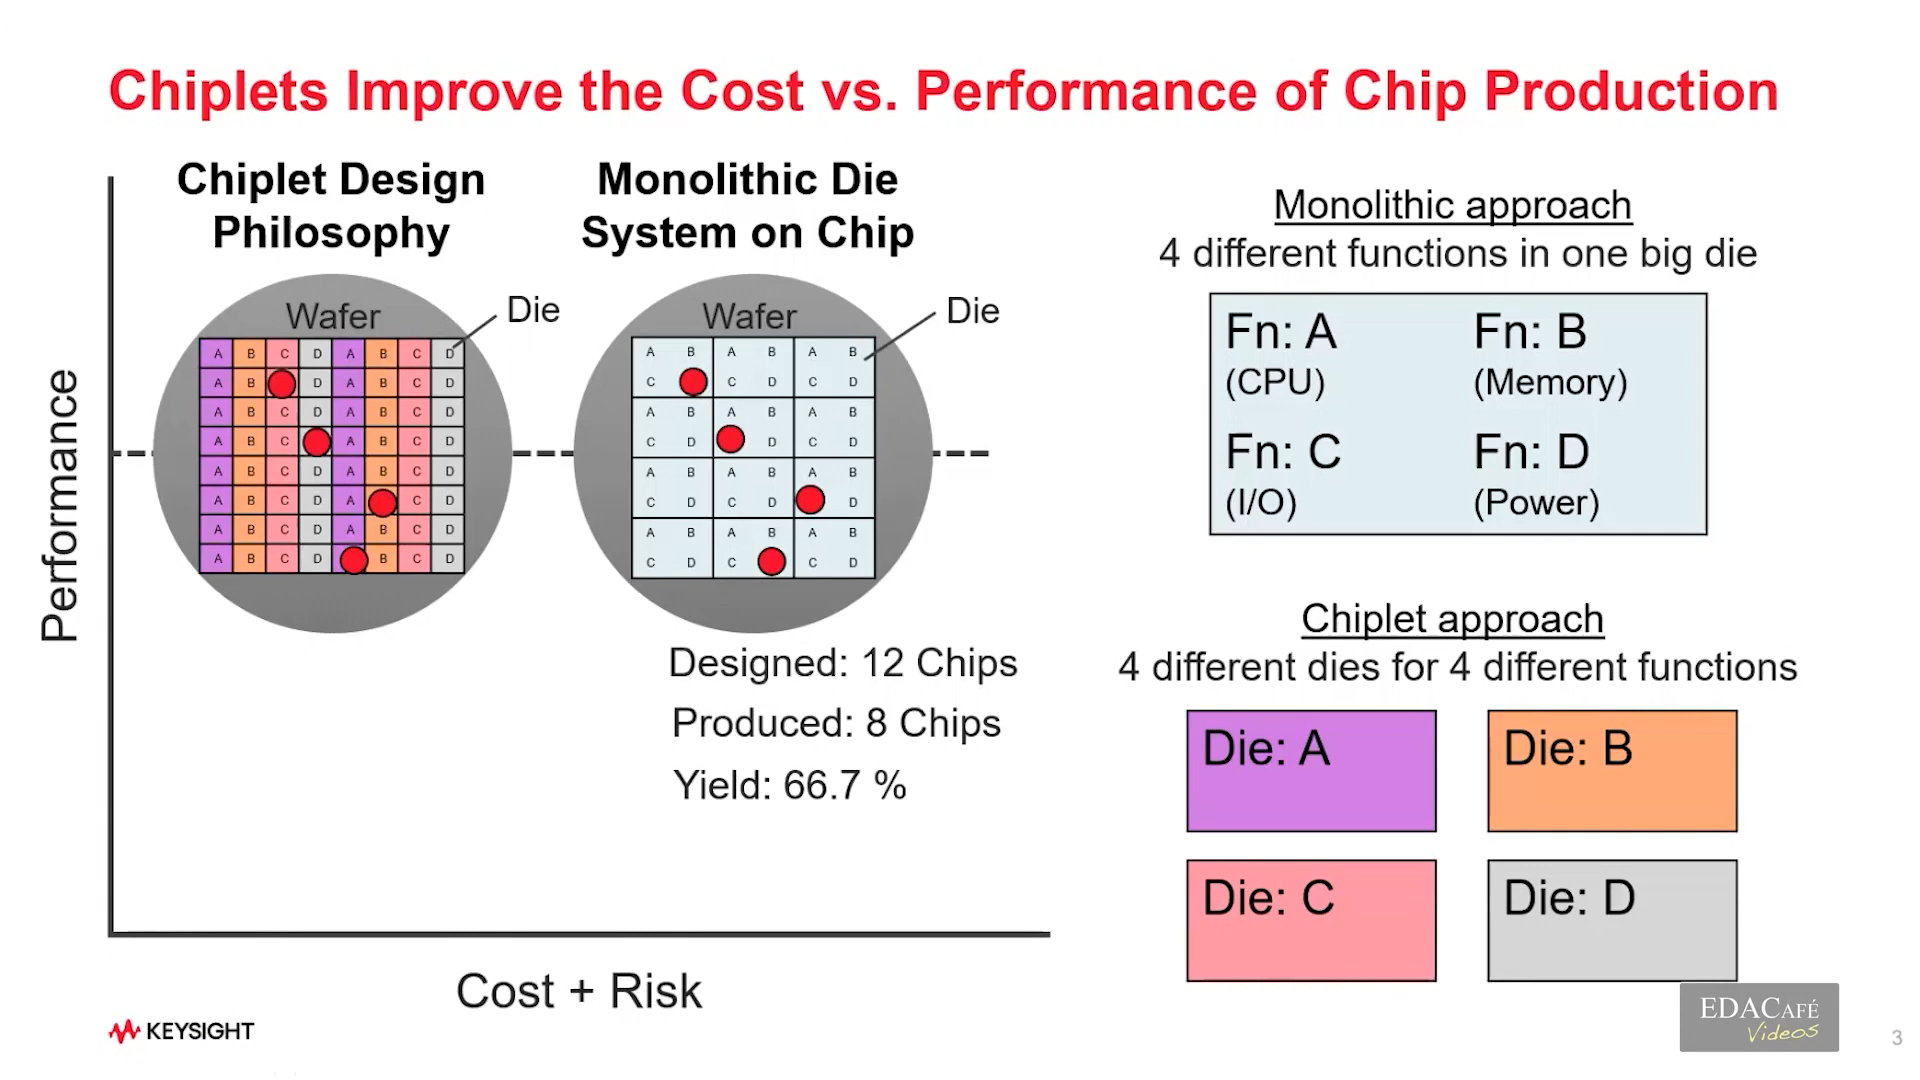 Chiplets Improve the Cost vs. Performance of Chip Production
Chiplet Design
Philosophy
Monolithic Die
System on Chip
Wafer
Die
A B C D A B C D
A B D A B C D
A B C D A B C D
A B C A B C D
A B C D A B C D
A B C D A C D
A B C D A B C D
A B C D B C D
Wafer
Die
A B A B A B
C C D C D
A B A B A B
C D D C D
A B A B A B
C D C D D
A B A B A B
C D C C D
Designed: 12 Chips
Produced: 8 Chips
Yield: 66.7 %
Performance
Cost + Risk
Monolithic approach
4 different functions in one big die
Fn: A
(CPU)
Fn: B
(Memory)
Fn: C
(I/O)
Fn: D
(Power)
Chiplet approach
4 different dies for 4 different functions
Die: A
Die: B
Die: C
Die: D
KEYSIGHT
EDACafé
Videos
3